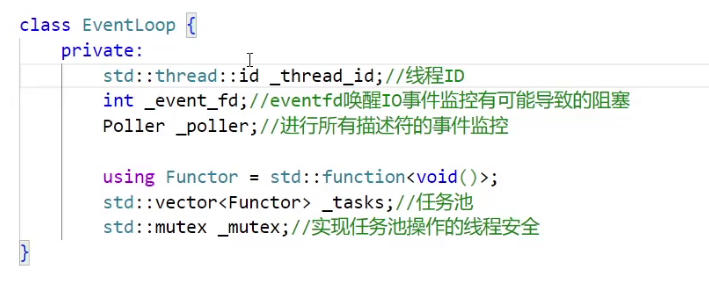 class EventLoop {
private:
std::thread::id _thread_id;//线程ID
int _event_fd;//eventfd唤醒IO事件监控有可能导致的阻塞
Poller _poller;//进行所有描述符的事件监控
using Functor = std::function<void()>;
std::vector<Functor> _tasks;//任务池
std::mutex _mutex;//实现任务池操作的线程安全
}